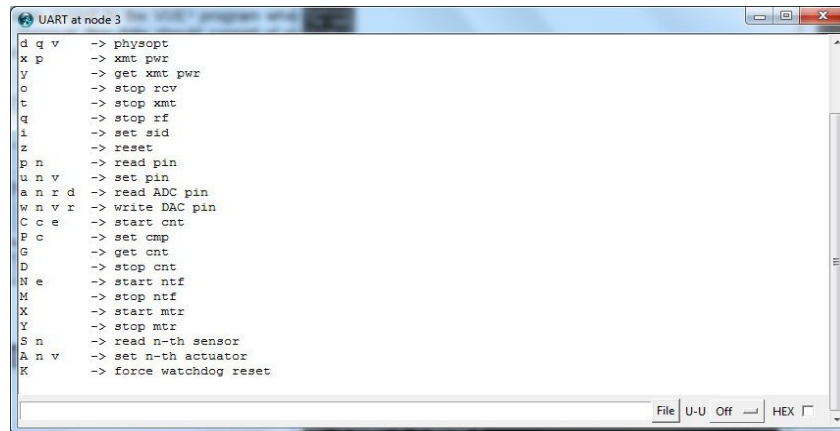 UART at node 3
d q v -> physopt
x p -> xmt pwr
y -> get xmt pwr
o -> stop rcv
t -> stop xmt
q -> stop rf
i -> set sid
z -> reset
p n -> read pin
u n v -> set pin
a n r d -> read ADC pin
w n v r -> write DAC pin
C c e -> start cnt
P c -> set cmp
G -> get cnt
D -> stop cnt
N e -> start ntf
M -> stop ntf
X -> start mtr
Y -> stop mtr
S n -> read n-th sensor
A n v -> set n-th actuator
K -> force watchdog reset
File U-U Off HEX